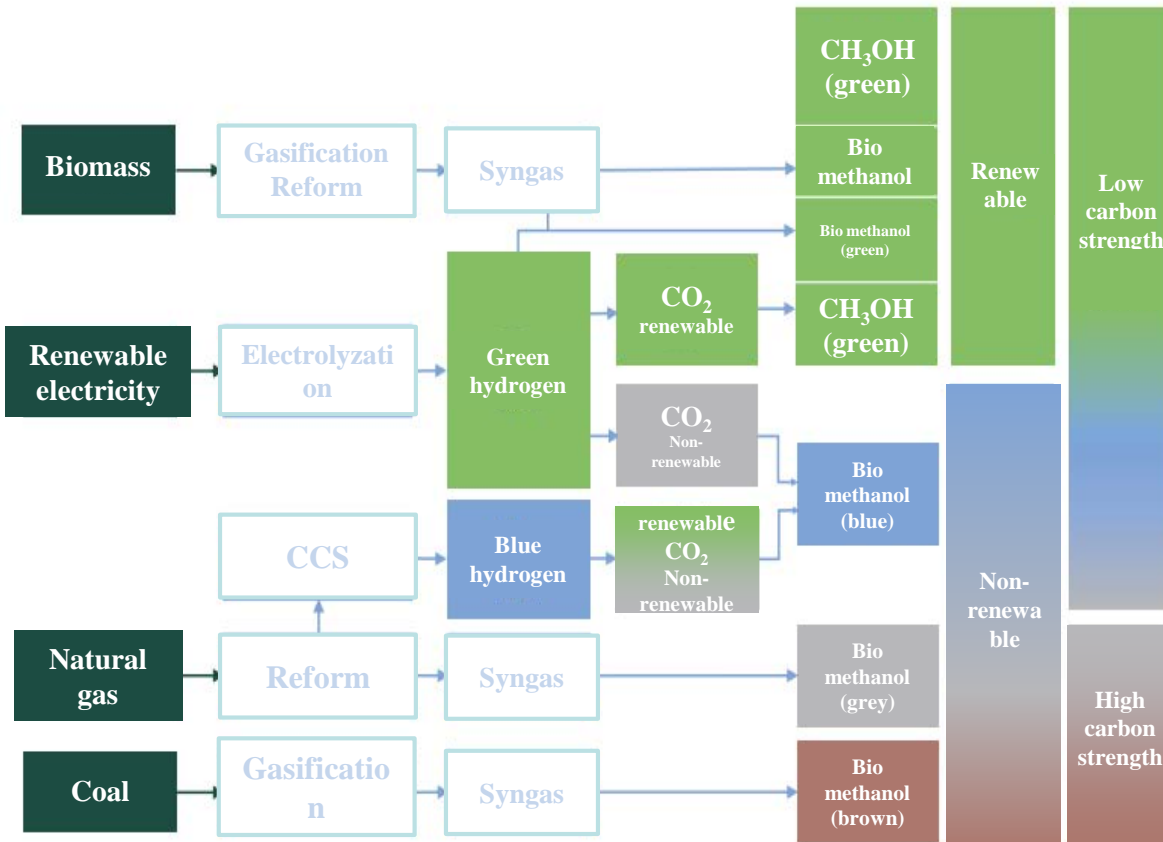 CH₃OH
(green)
Biomass
Gasification
Reform
Syngas
Bio
methanol
Renew
able
Low
carbon
strength
Bio methanol
(green)
CO₂
renewable
CH₃OH
(green)
Renewable
electricity
Electrolyzati
on
Green
hydrogen
CO₂
Non-
renewable
Bio
methanol
(blue)
CCS
Blue
hydrogen
renewable
CO₂
Non-
renewable
Non-
renewa
ble
Natural
gas
Reform
Syngas
Bio
methanol
(grey)
High
carbon
strength
Coal
Gasificatio
n
Syngas
Bio
methanol
(brown)